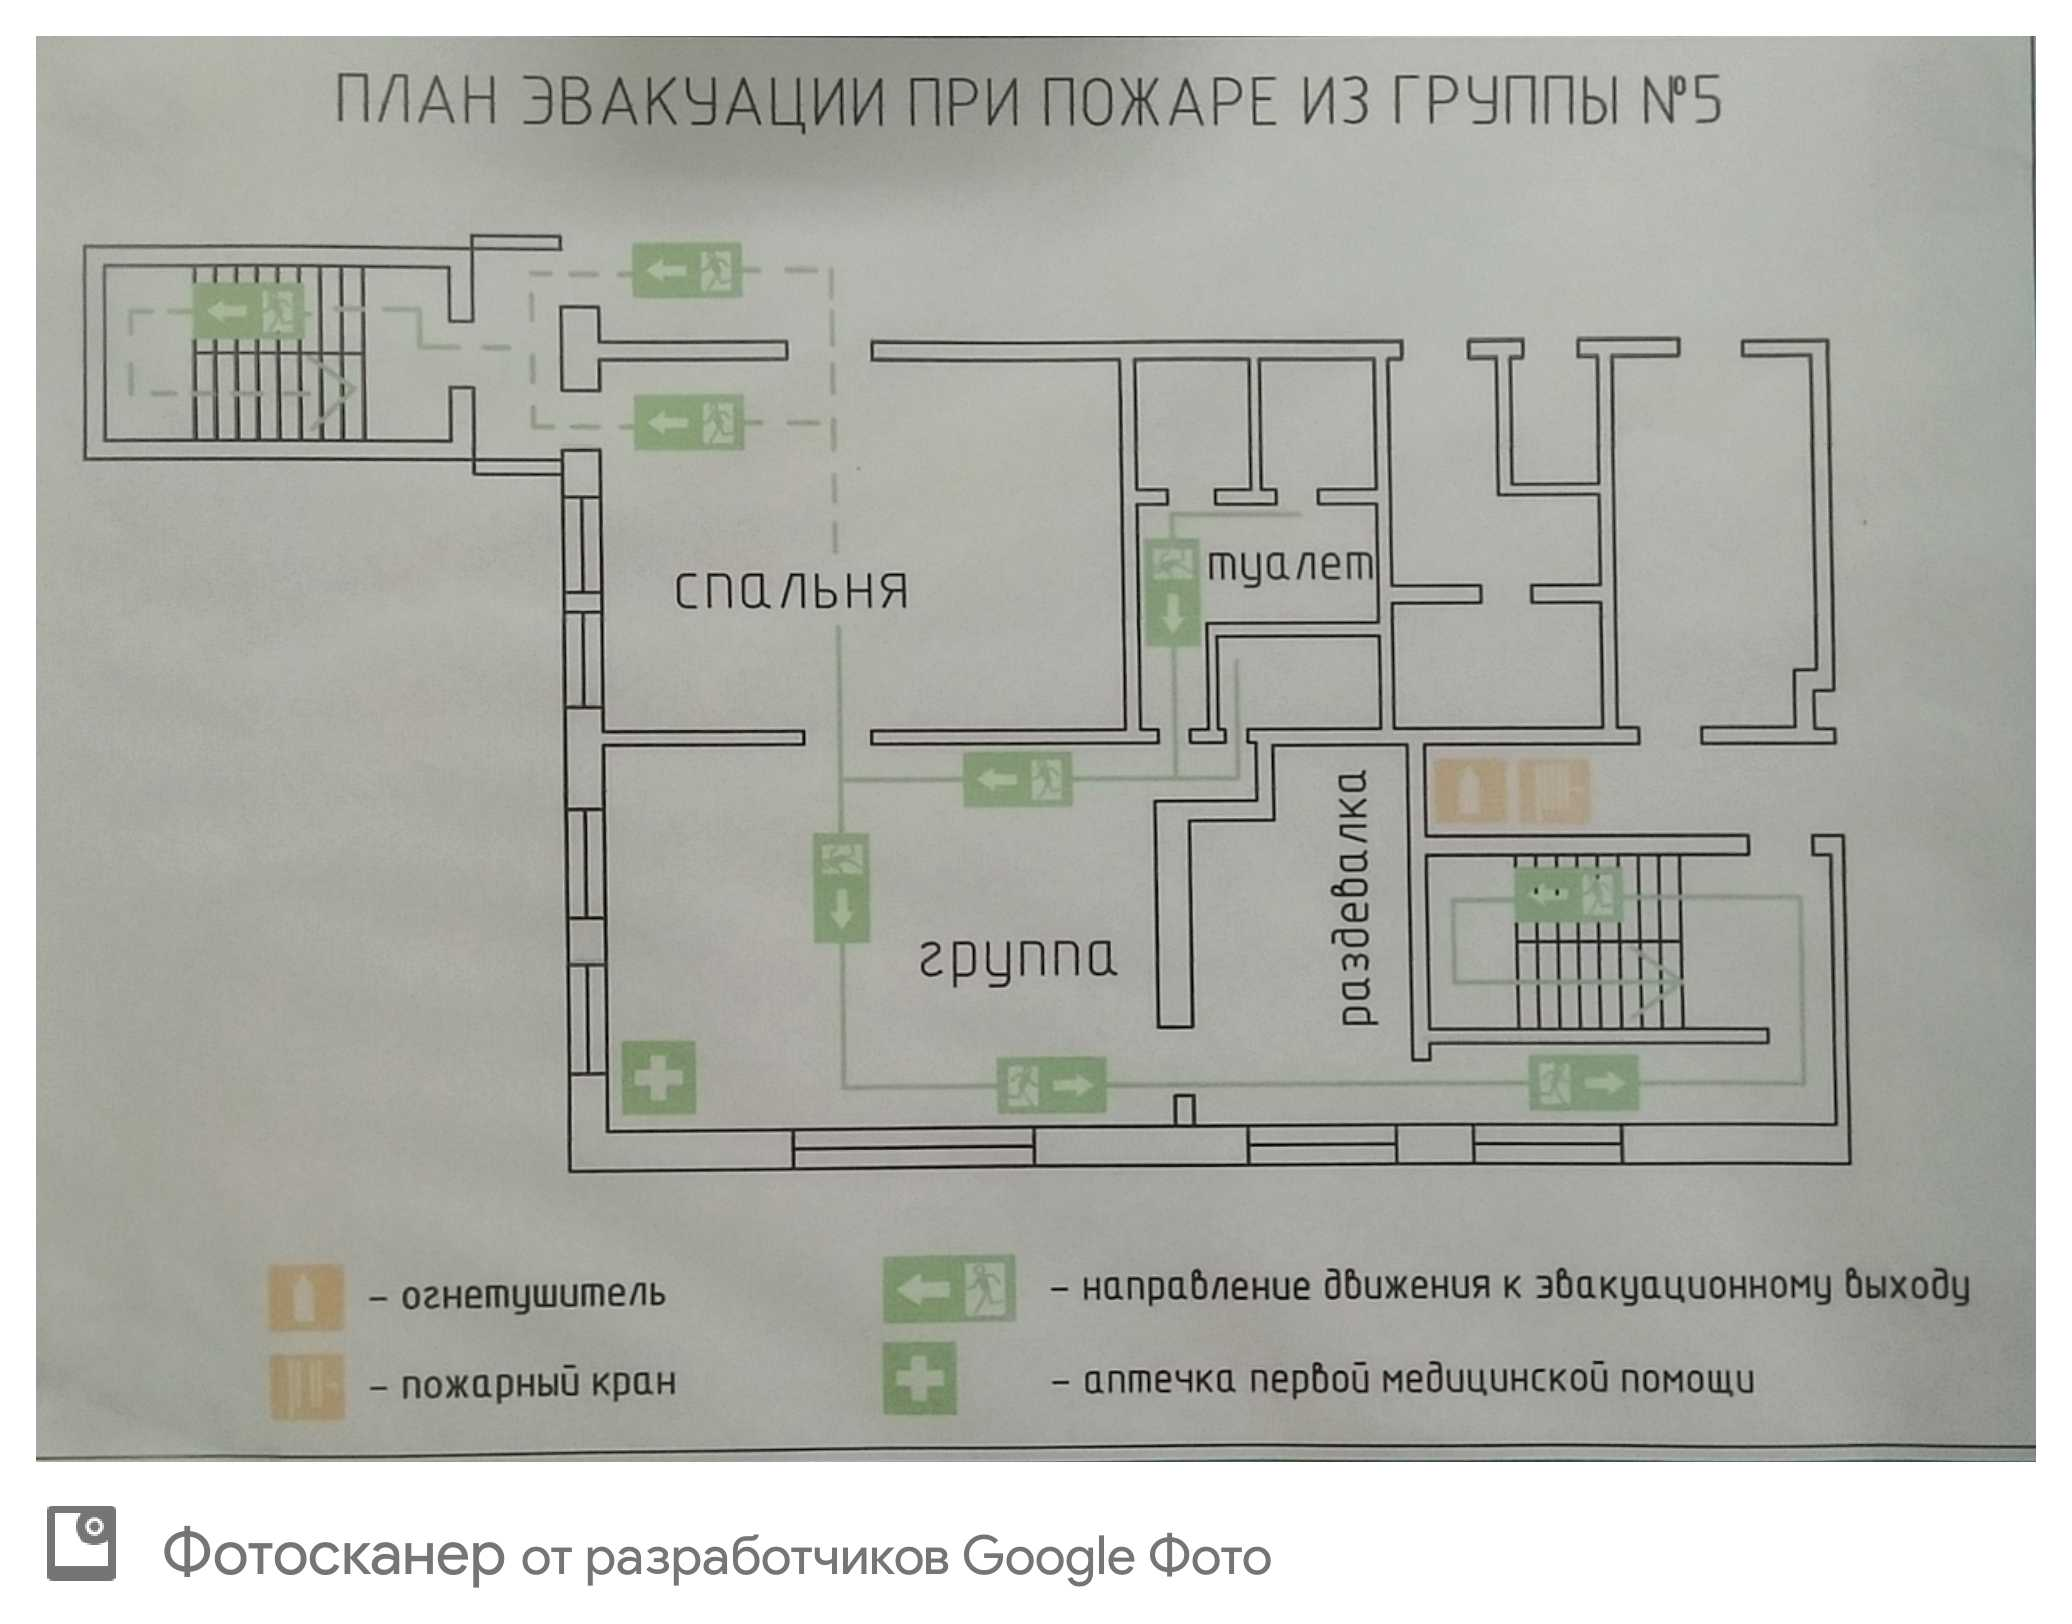 ПЛАН ЭВАКУАЦИИ ПРИ ПОЖАРЕ ИЗ ГРУППЫ №5
спальня
туалет
группа
раздевалка
– огнетушитель
– пожарный кран
– направление движения к эвакуационному выходу
– аптечка первой медицинской помощи
Фотосканер от разработчиков Google Фото